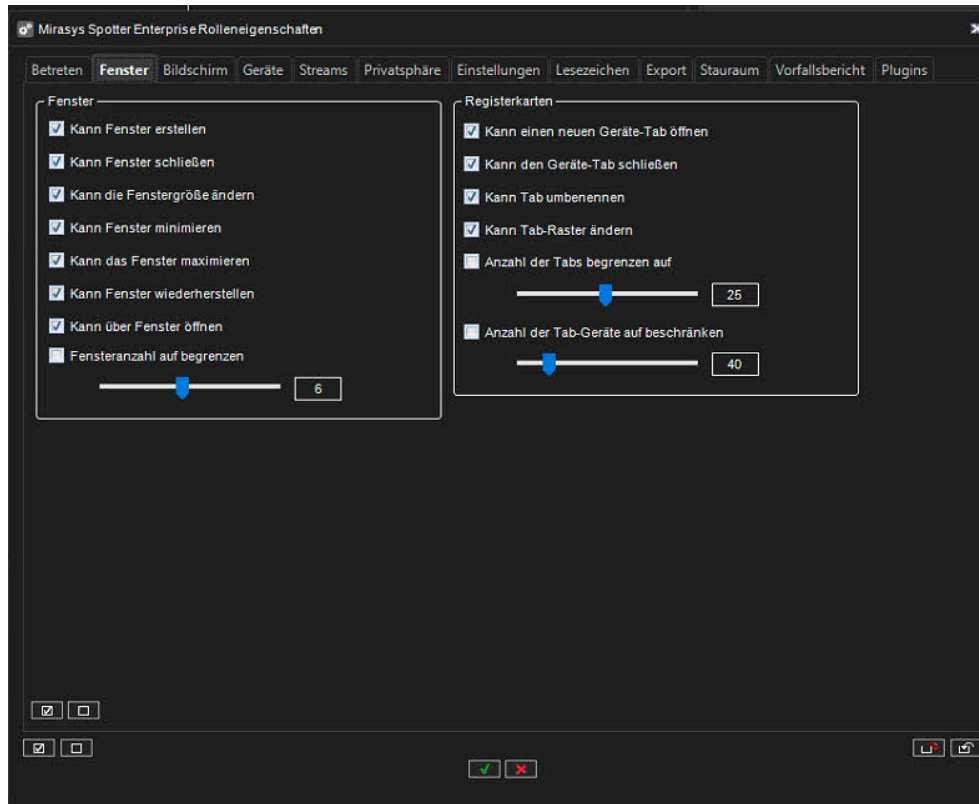 Mirasys Spotter Enterprise Rolleneigenschaften
Betreten Fenster Bildschirm Geräte Streams Privatsphäre Einstellungen Lesezeichen Export Stauraum Vorfallsbericht Plugins
Fenster
Kann Fenster erstellen
Kann Fenster schließen
Kann die Fenstergröße ändern
Kann Fenster minimieren
Kann das Fenster maximieren
Kann Fenster wiederherstellen
Kann über Fenster öffnen
Fensteranzahl auf begrenzen
6
Registerkarten
Kann einen neuen Geräte-Tab öffnen
Kann den Geräte-Tab schließen
Kann Tab umbenennen
Kann Tab-Raster ändern
Anzahl der Tabs begrenzen auf
25
Anzahl der Tab-Geräte auf beschränken
40